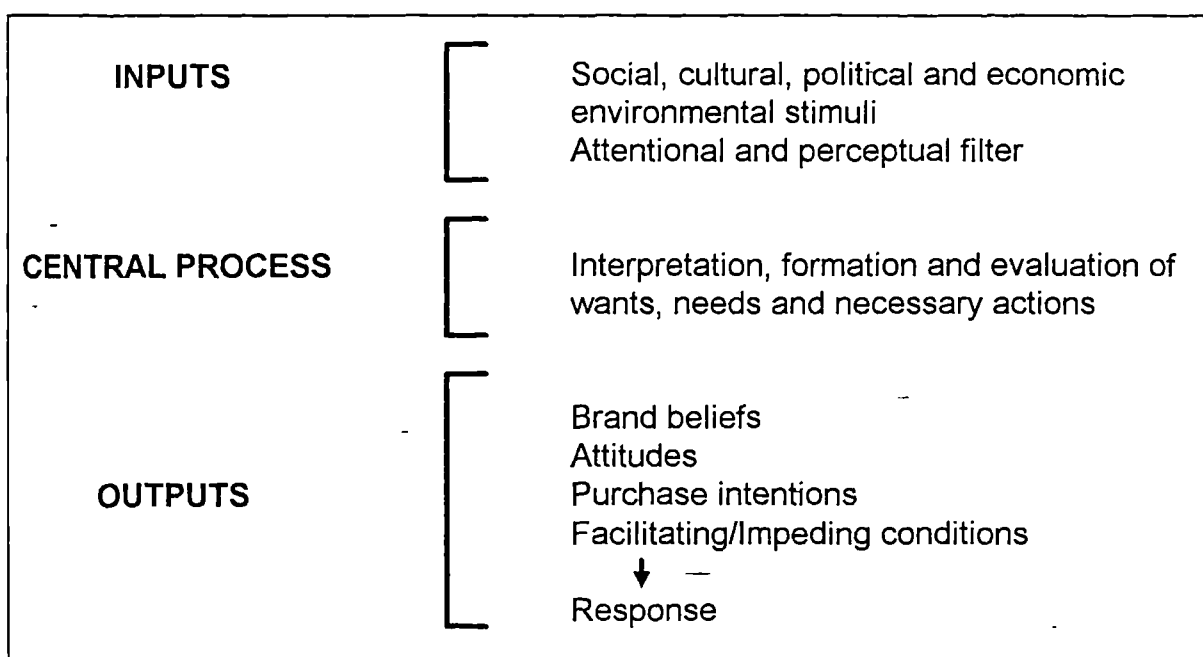 INPUTS
Social, cultural, political and economic
environmental stimuli
Attentional and perceptual filter
CENTRAL PROCESS
Interpretation, formation and evaluation of
wants, needs and necessary actions
OUTPUTS
Brand beliefs
Attitudes
Purchase intentions
Facilitating/Impeding conditions
Response